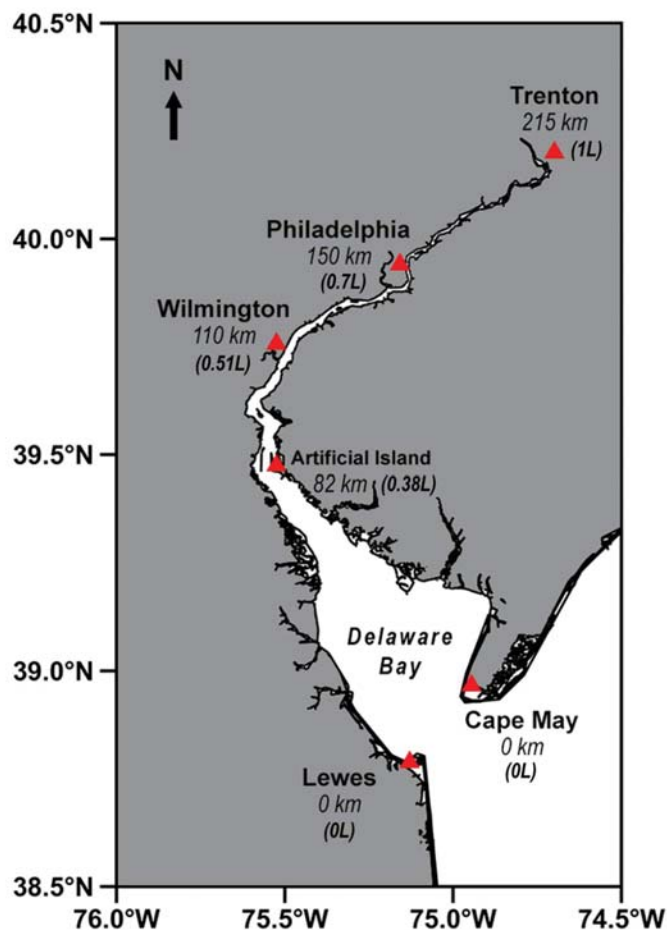 40.5°N
N
Trenton
215 km
(1L)
40.0°N
Philadelphia
150 km
(0.7L)
Wilmington
110 km
(0.51L)
39.5°N
Artificial Island
82 km (0.38L)
39.0°N
Delaware
Bay
Cape May
0 km
(0L)
Lewes
0 km
(0L)
38.5°N
76.0°W 75.5°W 75.0°W 74.5°W